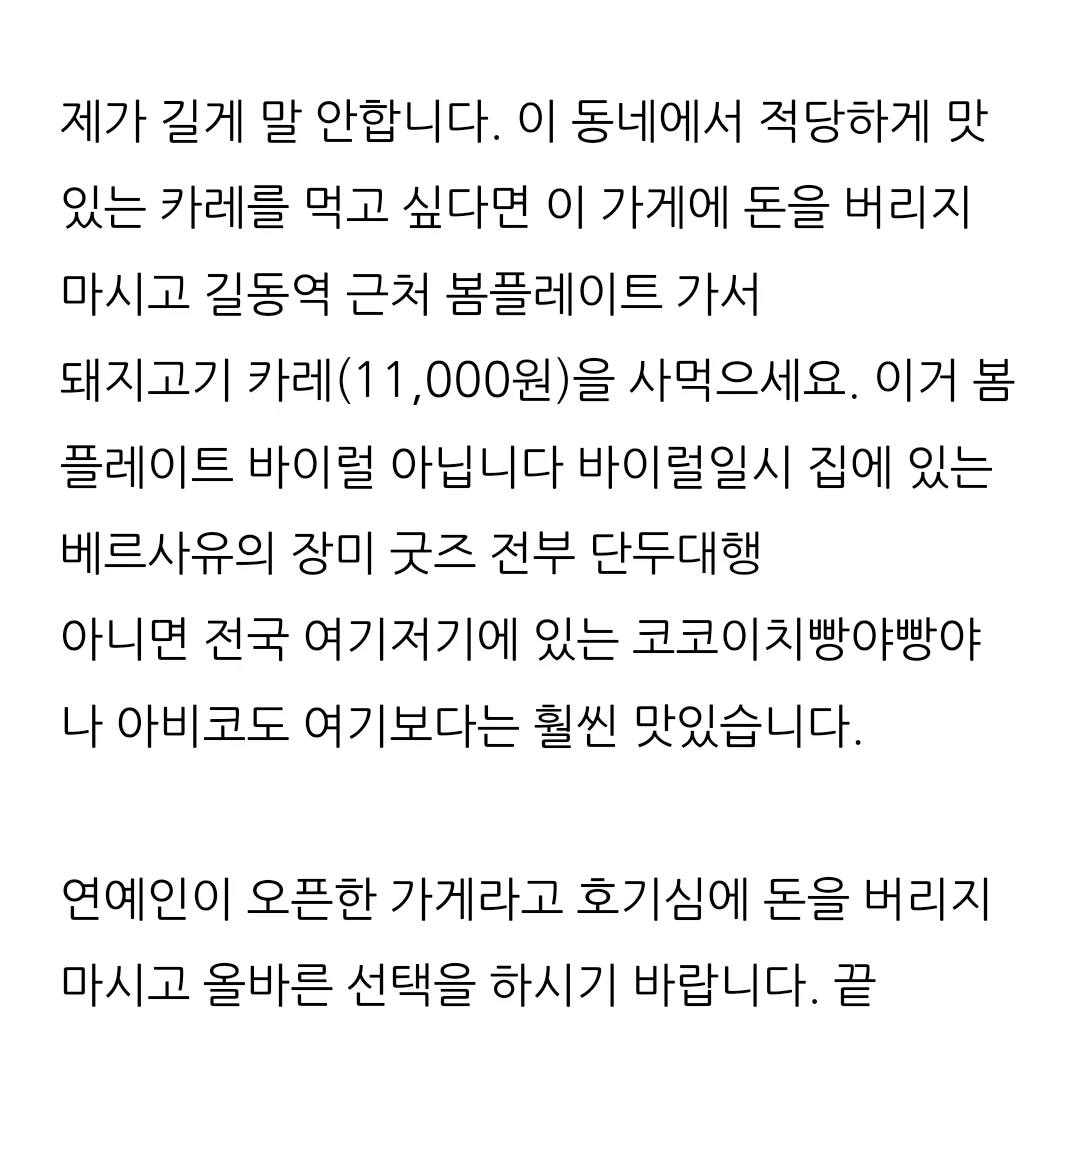 제가 길게 말 안합니다. 이 동네에서 적당하게 맛
있는 카레를 먹고 싶다면 이 가게에 돈을 버리지
마시고 길동역 근처 봄플레이트 가서
돼지고기 카레(11,000원)을 사먹으세요. 이거 봄
플레이트 바이럴 아닙니다 바이럴일시 집에 있는
베르사유의 장미 굿즈 전부 단두대행
아니면 전국 여기저기에 있는 코코이치빵야빵야
나 아비코도 여기보다는 훨씬 맛있습니다.
연예인이 오픈한 가게라고 호기심에 돈을 버리지
마시고 올바른 선택을 하시기 바랍니다. 끝